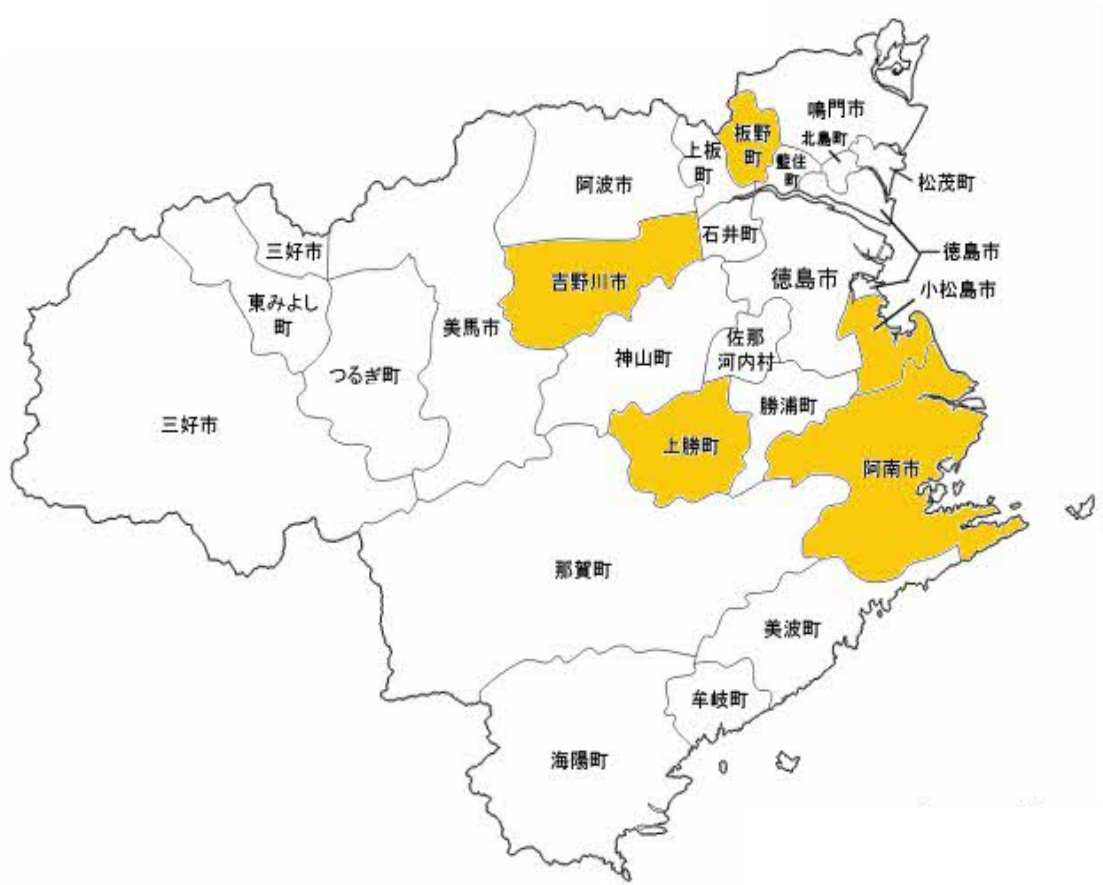 鳴門市
板野
町
北島町
上板
町
藍住
町
阿波市
松茂町
石井町
三好市
徳島市
徳島市
吉野川市
小松島市
東みよし
町
美馬市
佐那
河内村
神山町
つるぎ町
勝浦町
三好市
上勝町
阿南市
那賀町
美波町
牟岐町
海陽町